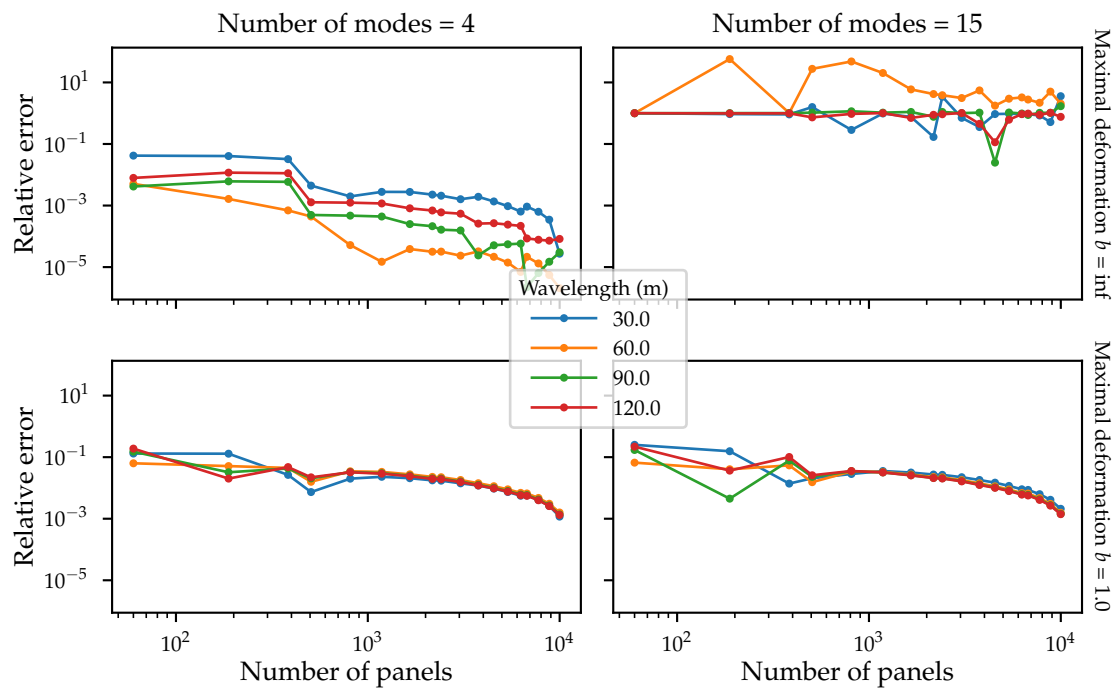 Number of modes = 4
Number of modes = 15
Relative error
10^1
10^-1
10^-3
10^-5
Maximal deformation b = inf
Wavelength (m)
30.0
60.0
90.0
120.0
Relative error
10^1
10^-1
10^-3
10^-5
Maximal deformation b = 1.0
10^2
10^3
10^4
10^2
10^3
10^4
Number of panels
Number of panels